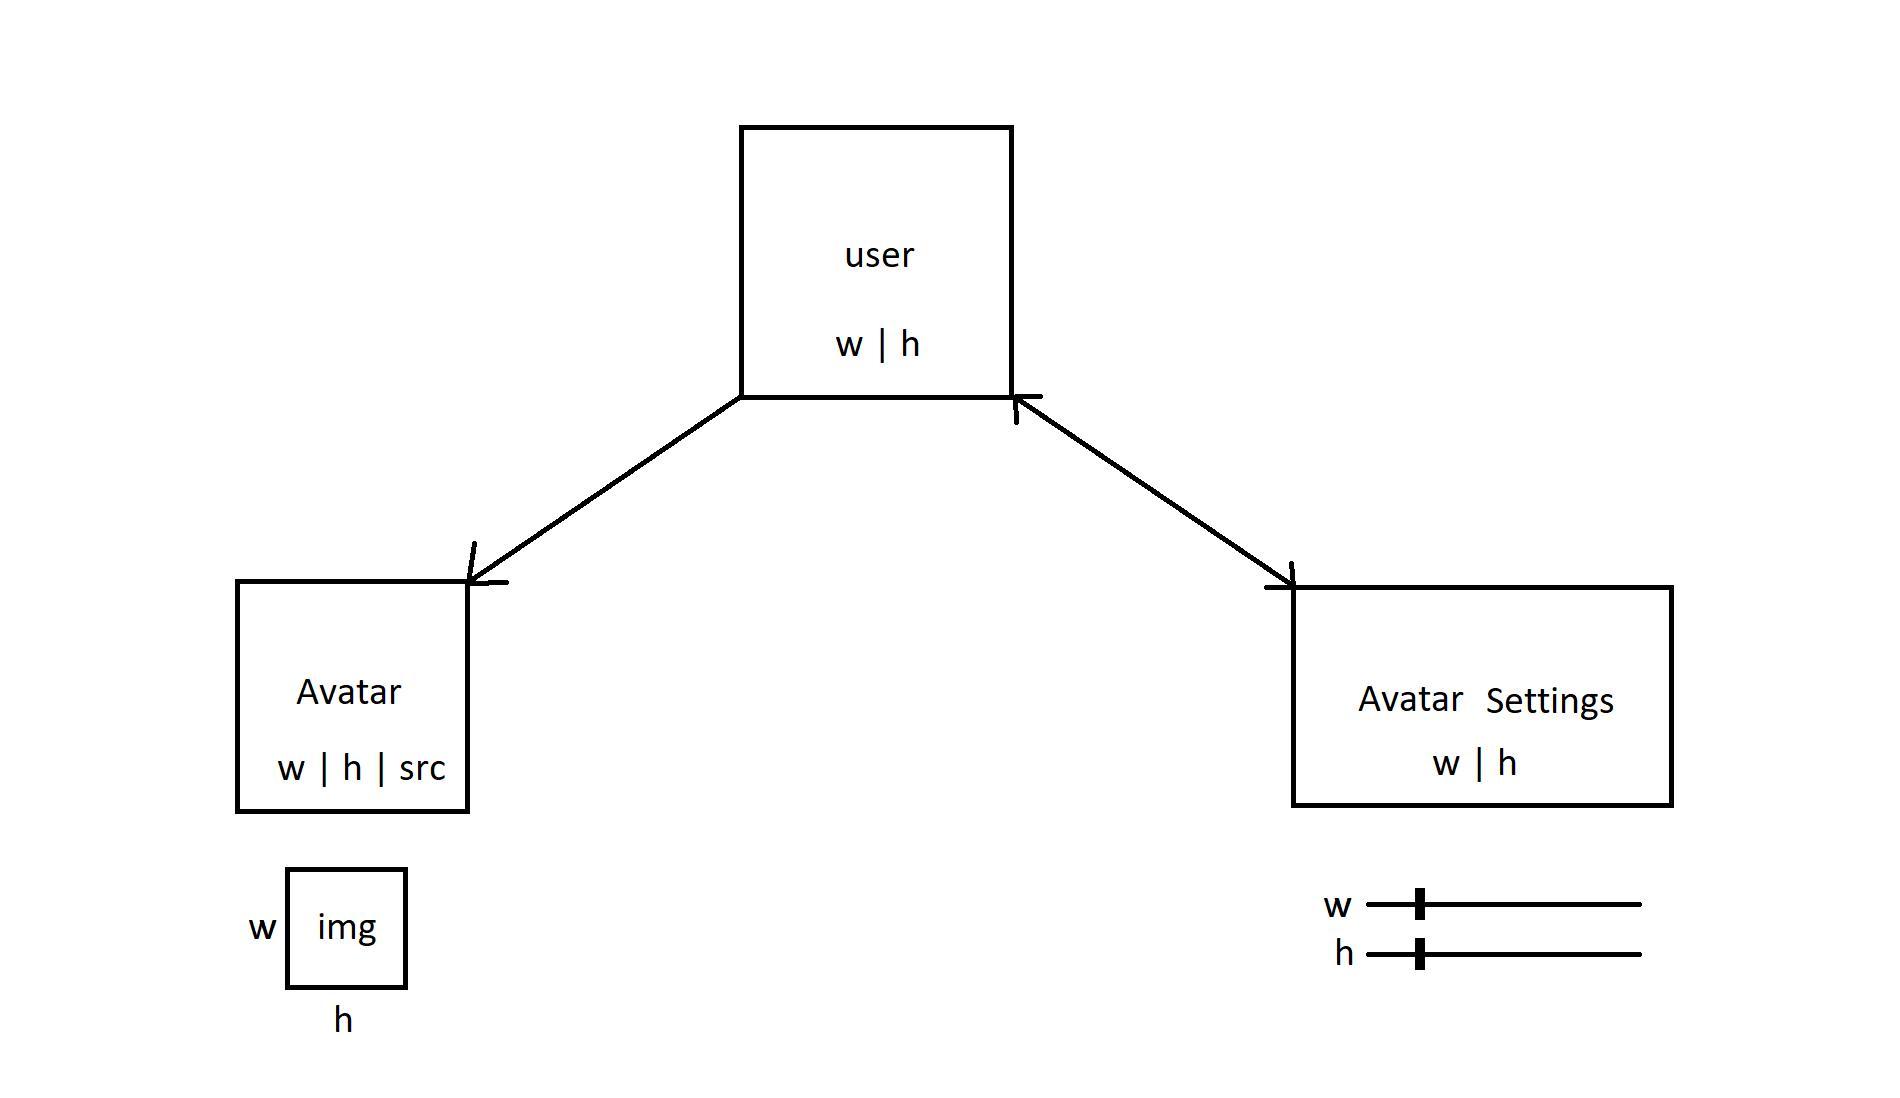 user
w | h
Avatar
w | h | src
Avatar Settings
w | h
w
img
h
w
h